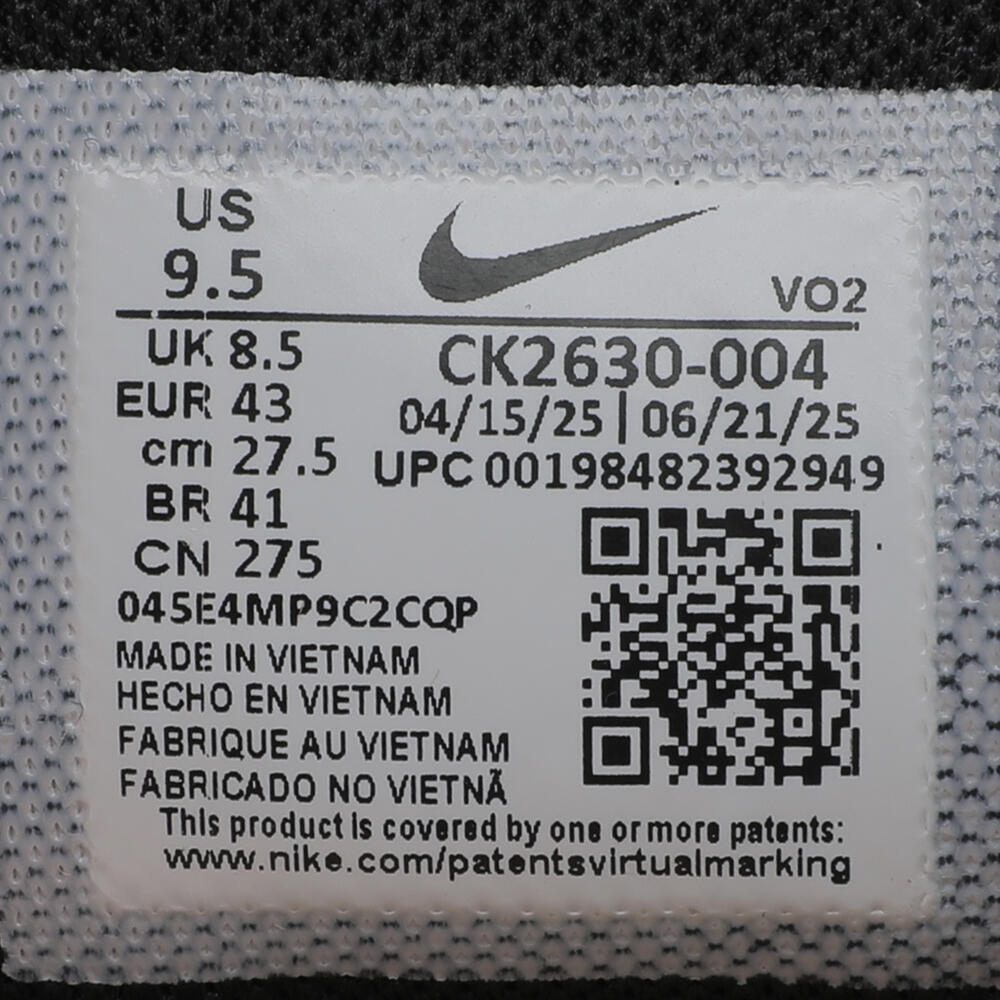 US
9.5
VO2
UK 8.5
EUR 43
cm 27.5
BR 41
CN 275
CK2630-004
04/15/25 | 06/21/25
UPC 00198482392949
045E4MP9C2CQP
MADE IN VIETNAM
HECHO EN VIETNAM
FABRIQUE AU VIETNAM
FABRICADO NO VIETNÃ
This product is covered by one or more patents:
www.nike.com/patentsvirtualmarking